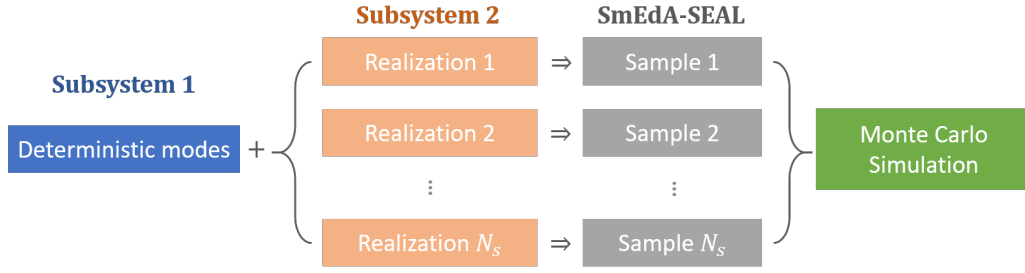 Subsystem 2
SmEdA-SEAL
Subsystem 1
Deterministic modes
+
Realization 1
⇒
Sample 1
Realization 2
⇒
Sample 2
⋮
⋮
Realization Nₛ
⇒
Sample Nₛ
Monte Carlo
Simulation